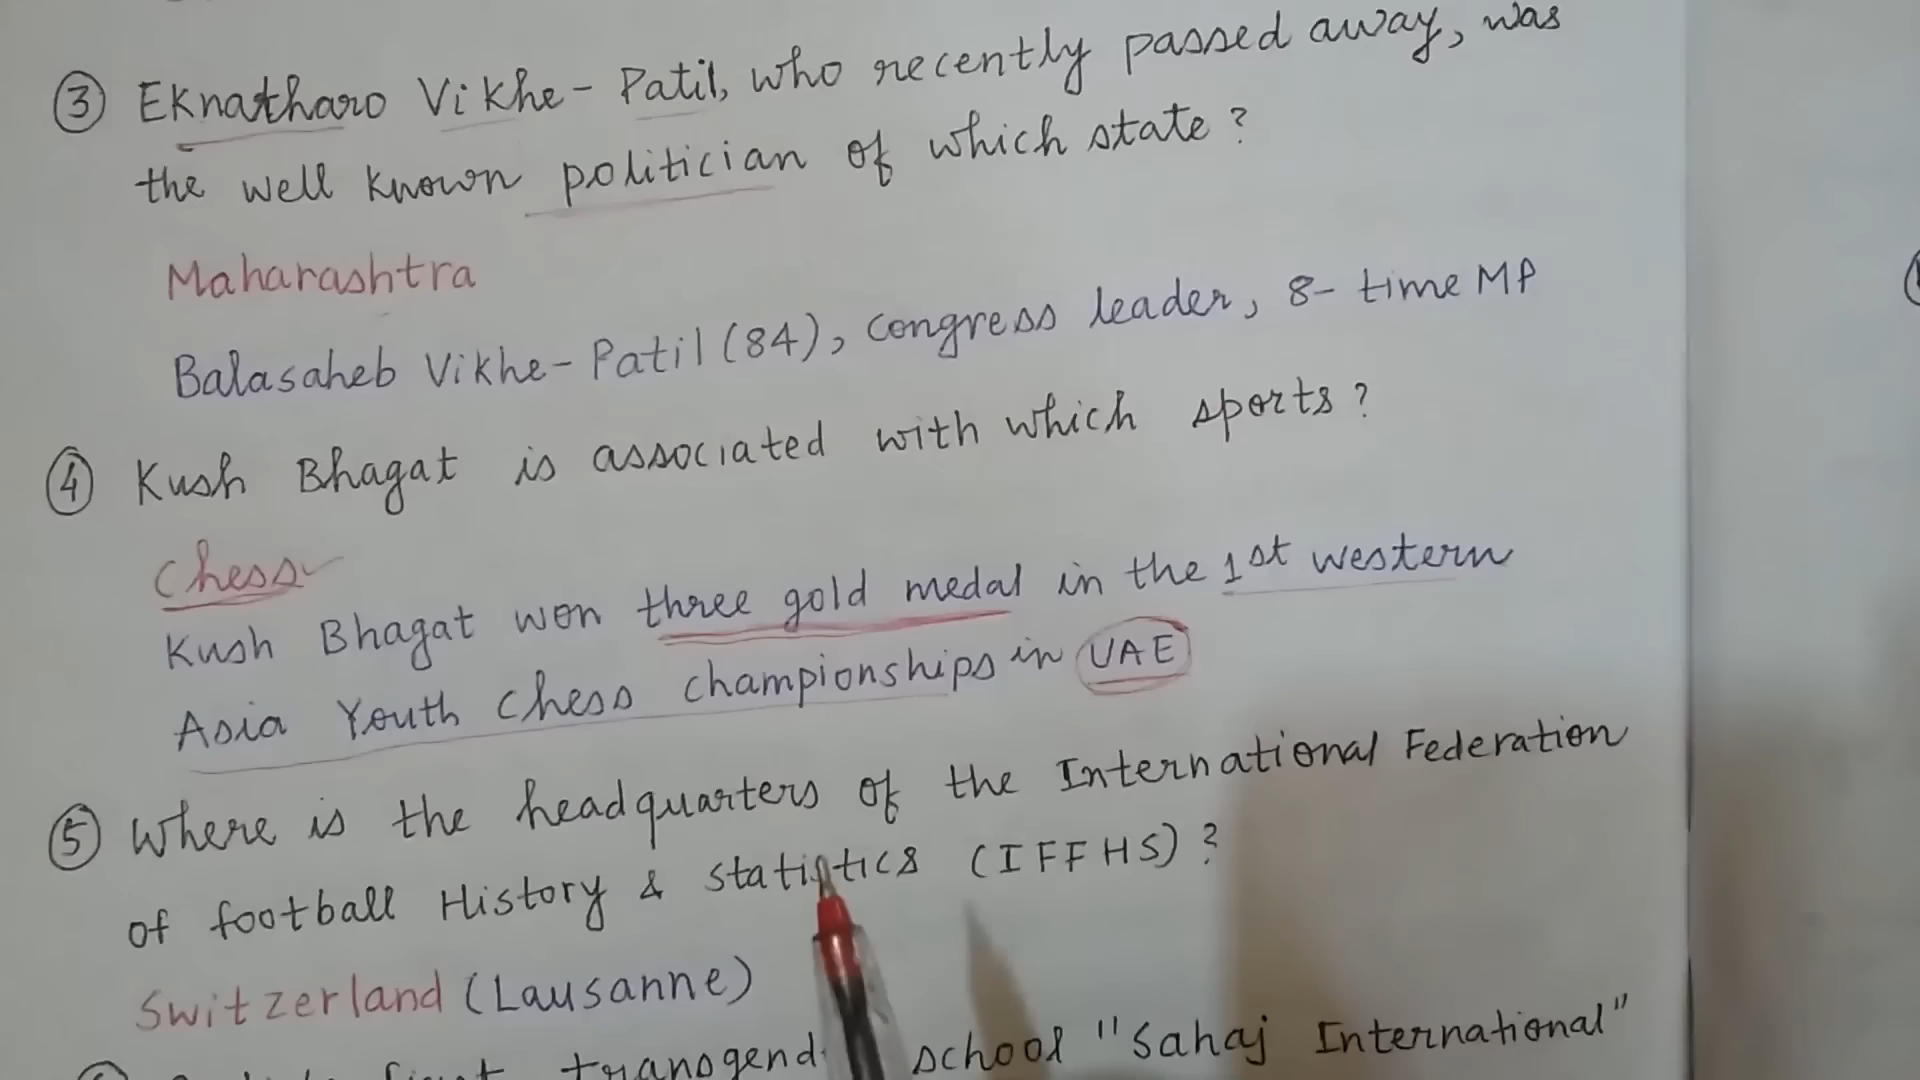 ③ Eknatharo Vikhe-Patil, who recently passed away, was
the well known politician of which state?
Maharashtra
Balasaheb Vikhe-Patil (84), Congress leader, 8-time MP
④ Kush Bhagat is associated with which sports?
Chess
Kush Bhagat won three gold medal in the 1st western
Asia Youth Chess championships in UAE
⑤ Where is the headquarters of the International Federation
of football History & statistics (IFFHS)?
Switzerland (Lausanne)
school "Sahaj International"